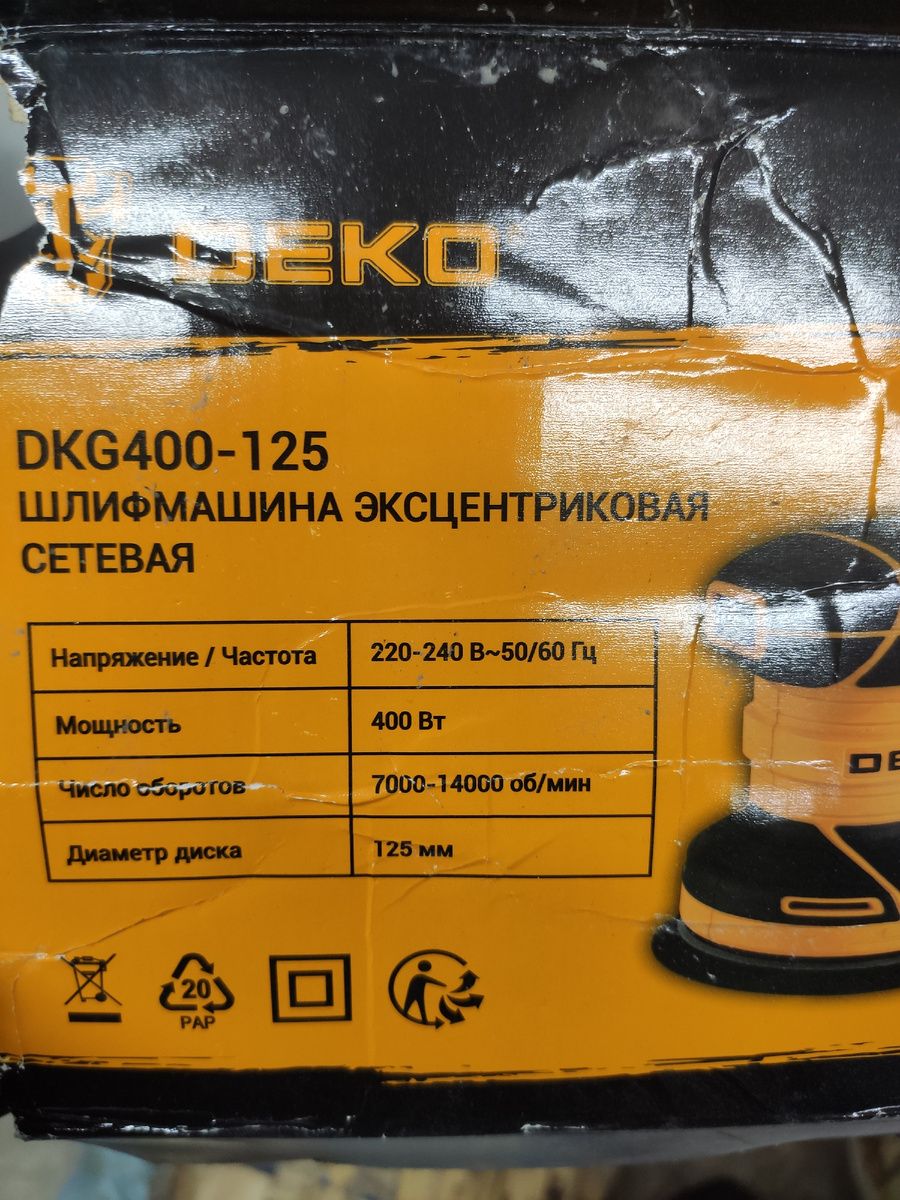 DEKO
DKG400-125
ШЛИФМАШИНА ЭКСЦЕНТРИКОВАЯ
СЕТЕВАЯ
Напряжение / Частота 220-240 В~50/60 Гц
Мощность 400 Вт
Число оборотов 7000-14000 об/мин
Диаметр диска 125 мм
DE
20
PAP